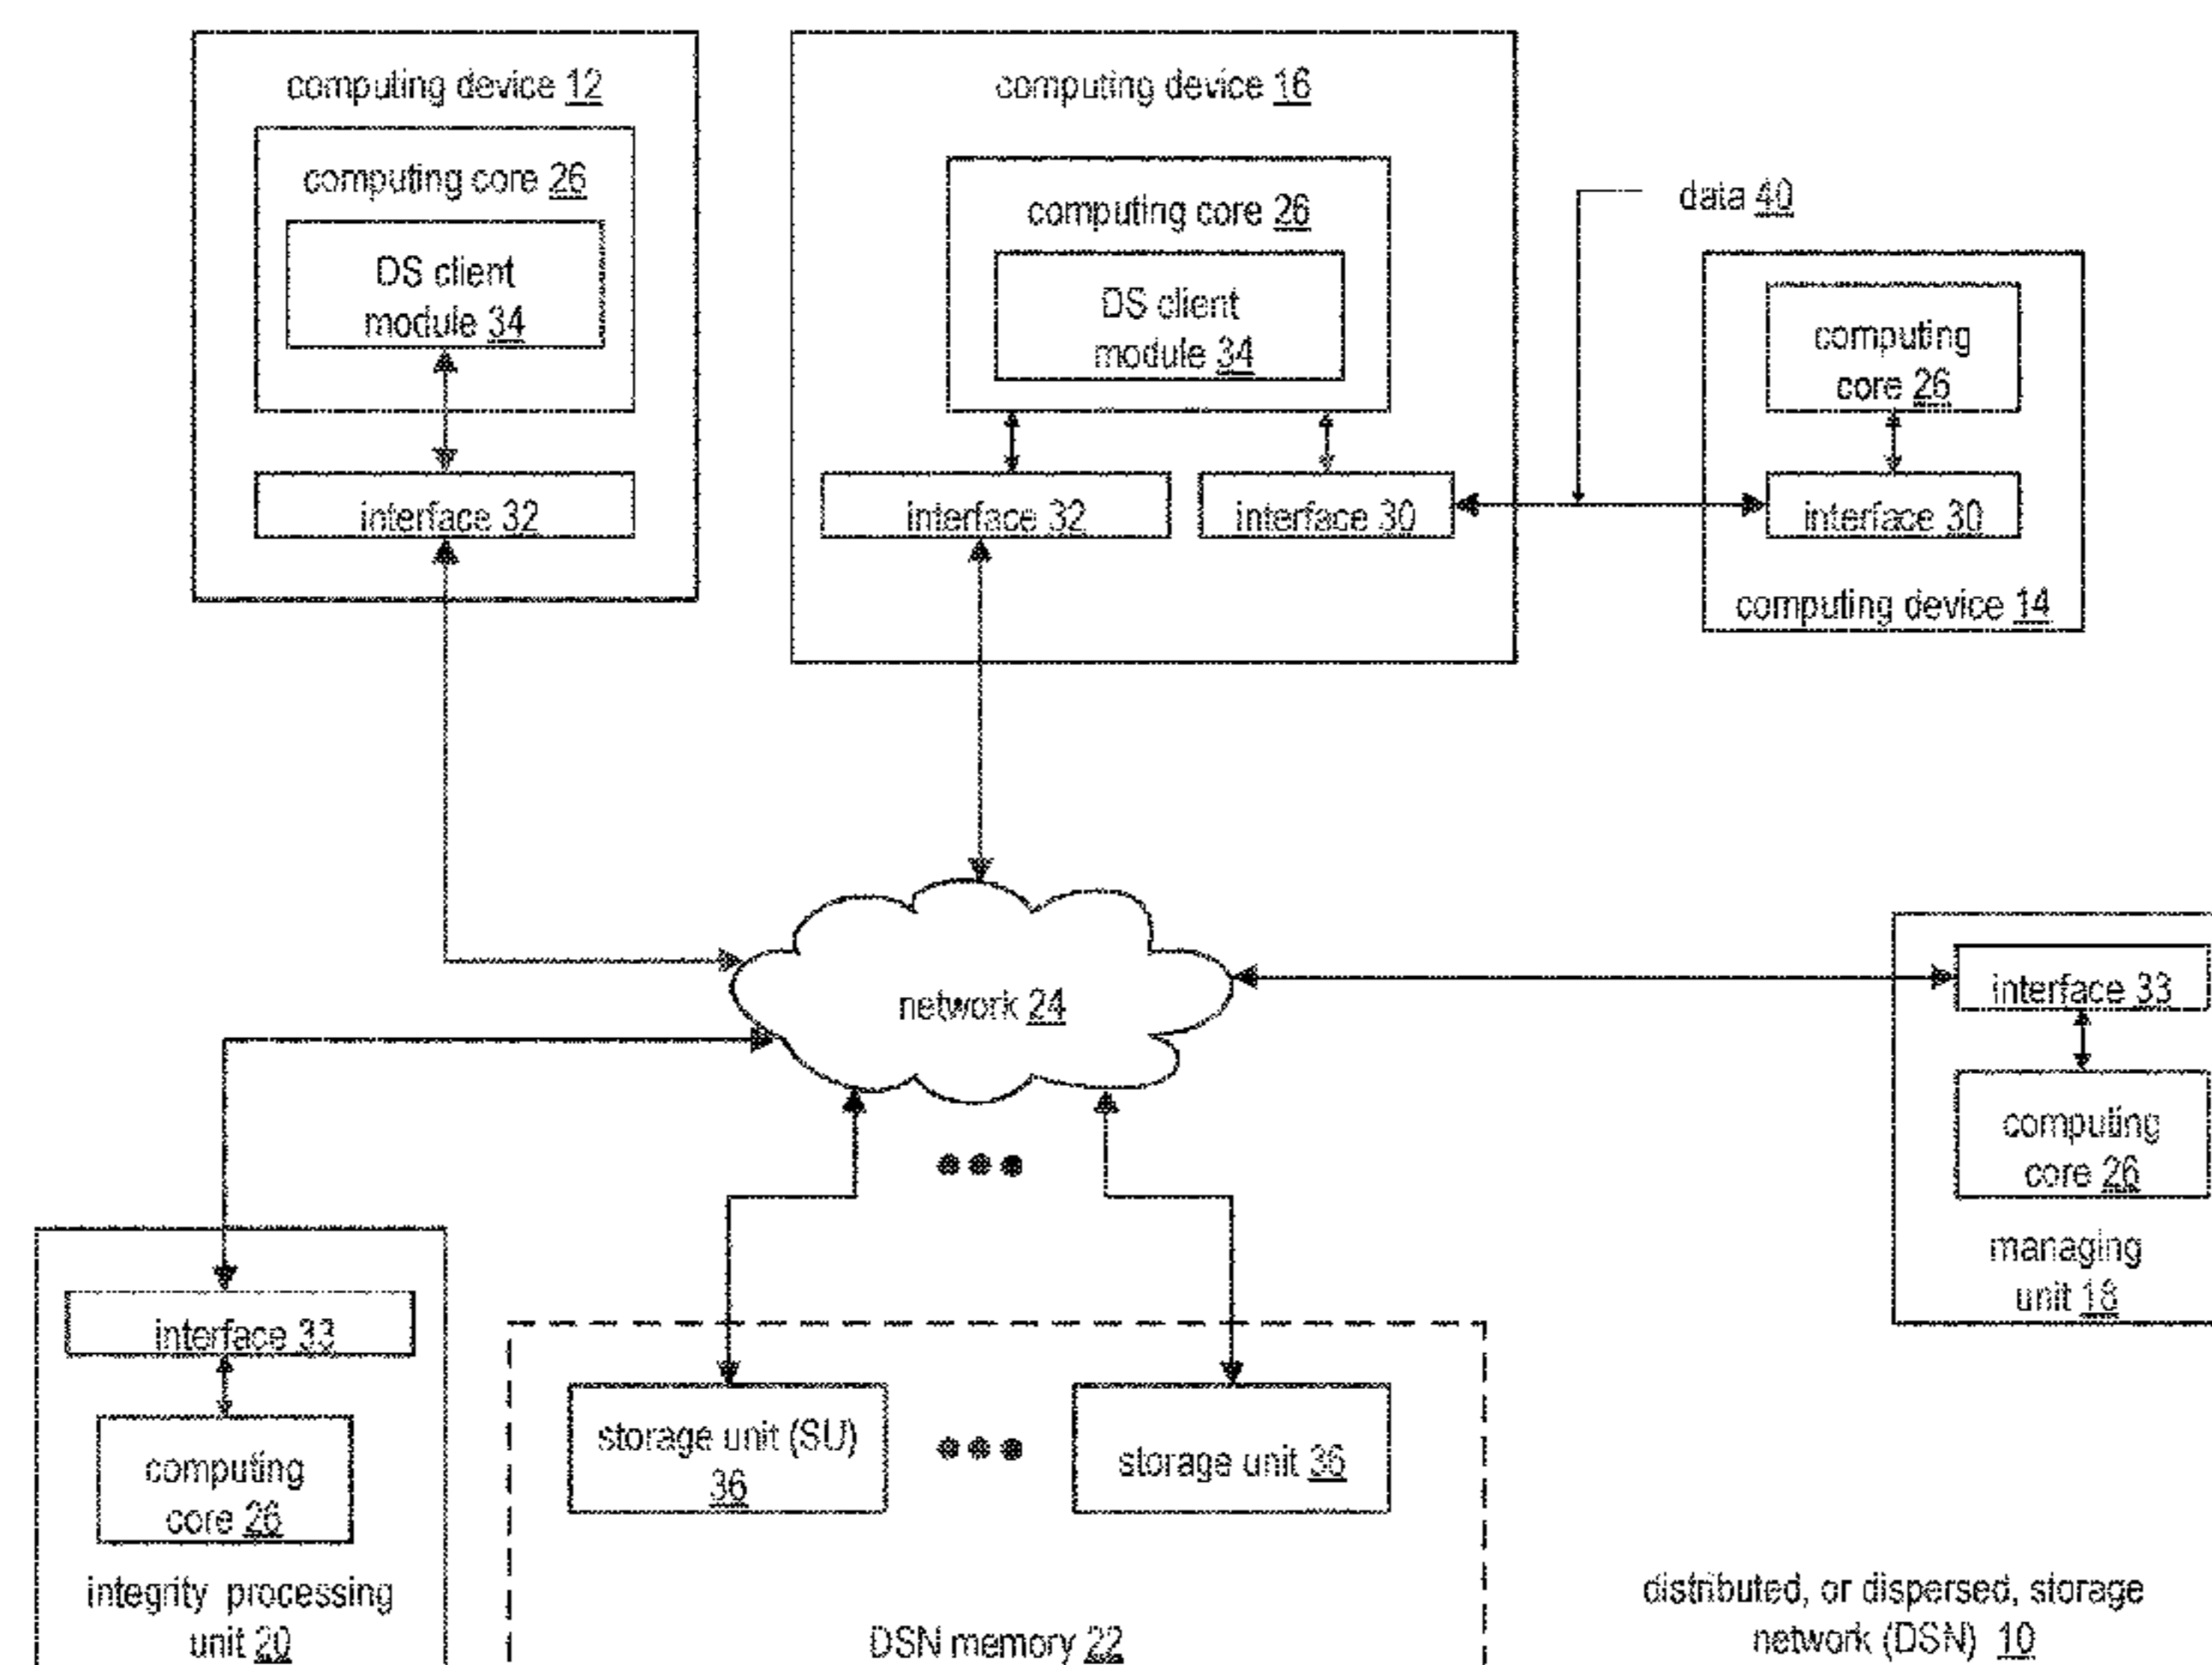 computing device 12
computing core 26
DS client
module 34
interface 32
computing device 16
computing core 26
DS client
module 34
interface 32
interface 30
data 40
computing
core 26
interface 30
computing device 14
network 24
interface 33
computing
core 26
managing
unit 18
interface 33
computing
core 26
integrity processing
unit 20
storage unit (SU)
36
storage unit 36
DSN memory 22
distributed, or dispersed, storage
network (DSN) 10